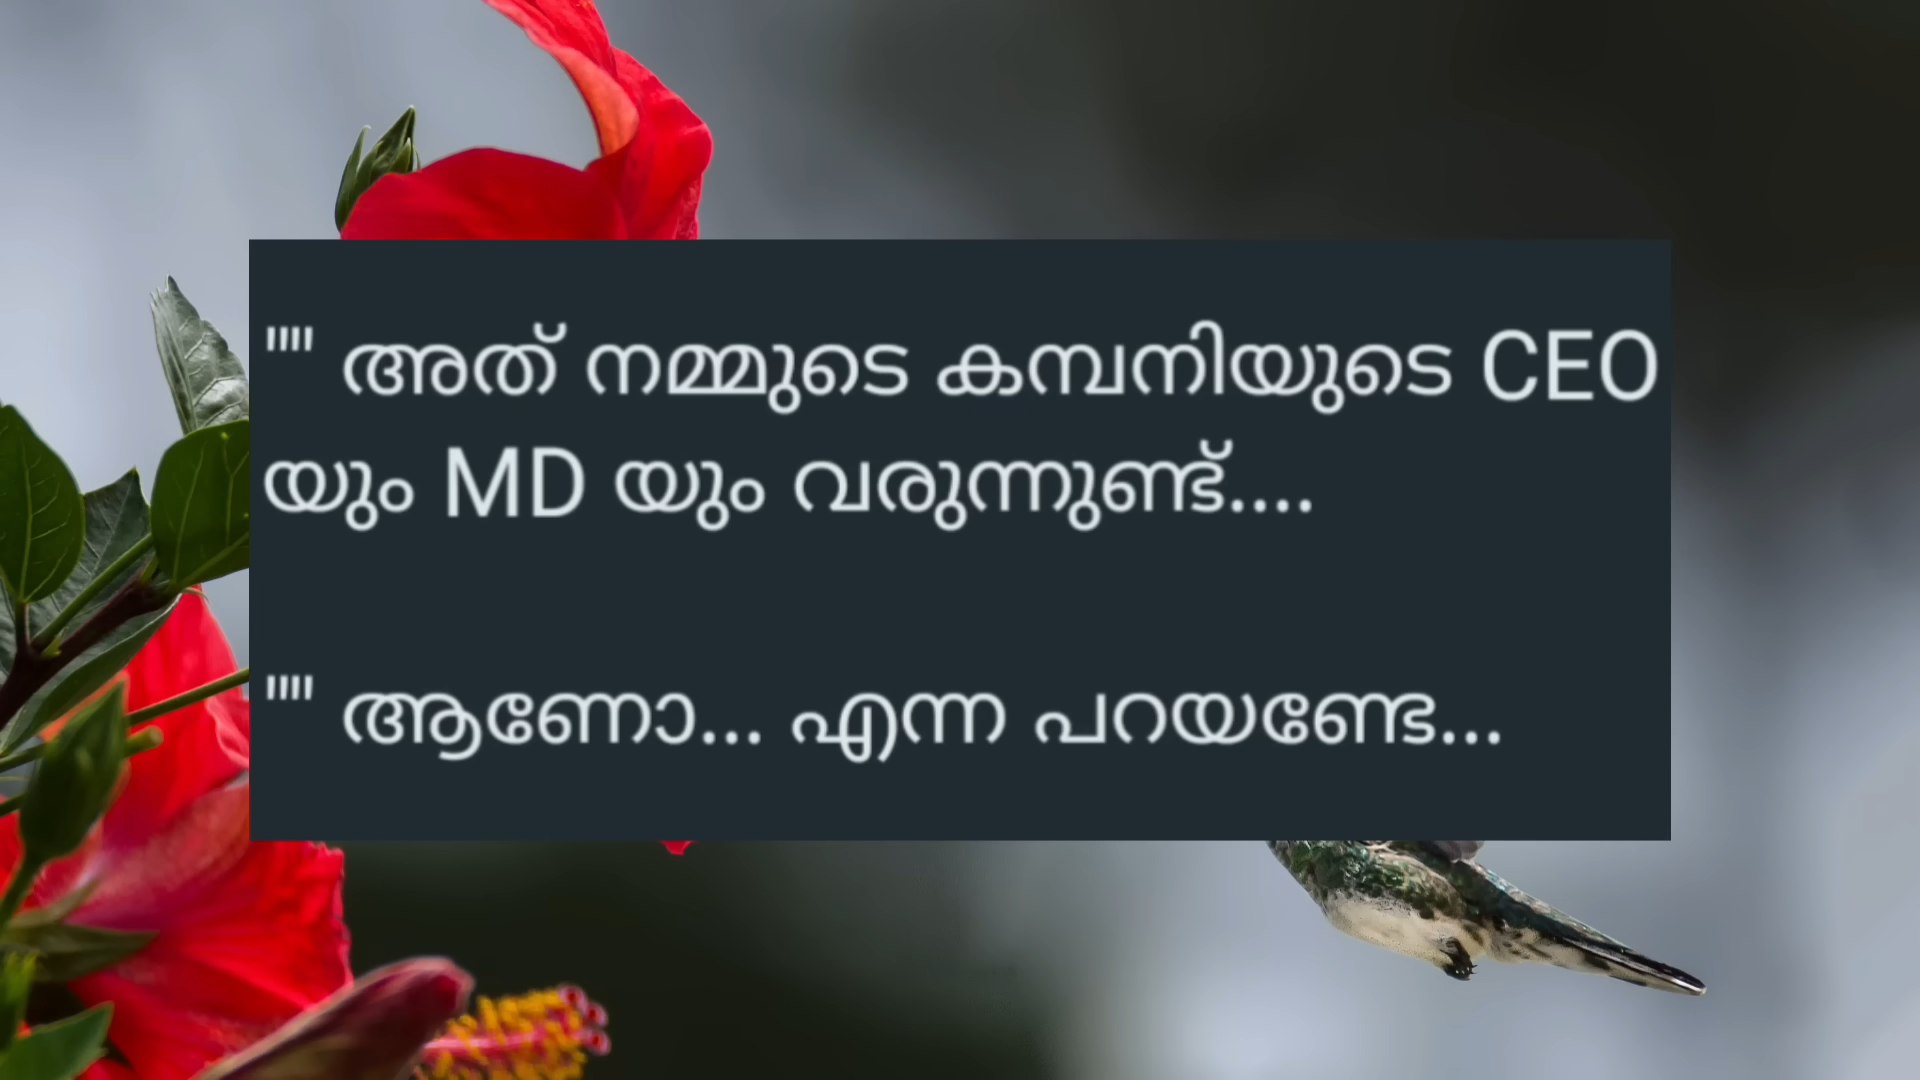 "" അത് നമ്മുടെ കമ്പനിയുടെ CEO
യും MD യും വരുന്നുണ്ട്....
"" ആണോ... എന്ന പറയണ്ടേ...